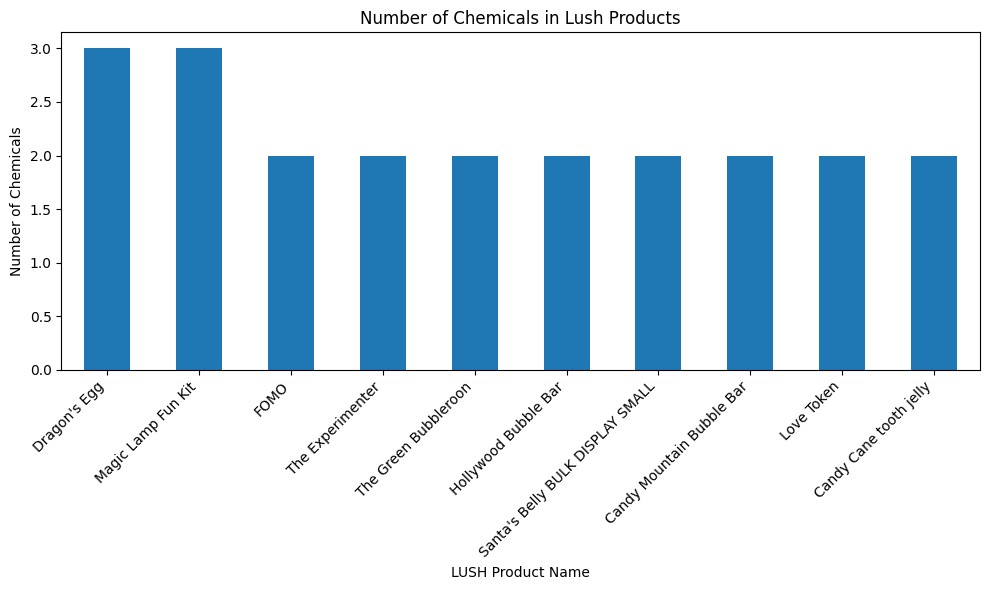 Number of Chemicals in Lush Products
Number of Chemicals
3.0
2.5
2.0
1.5
1.0
0.5
0.0
Dragon's Egg
Magic Lamp Fun Kit
FOMO
The Experimenter
The Green Bubbleroon
Hollywood Bubble Bar
Santa's Belly BULK DISPLAY SMALL
Candy Mountain Bubble Bar
Love Token
Candy Cane tooth jelly
LUSH Product Name